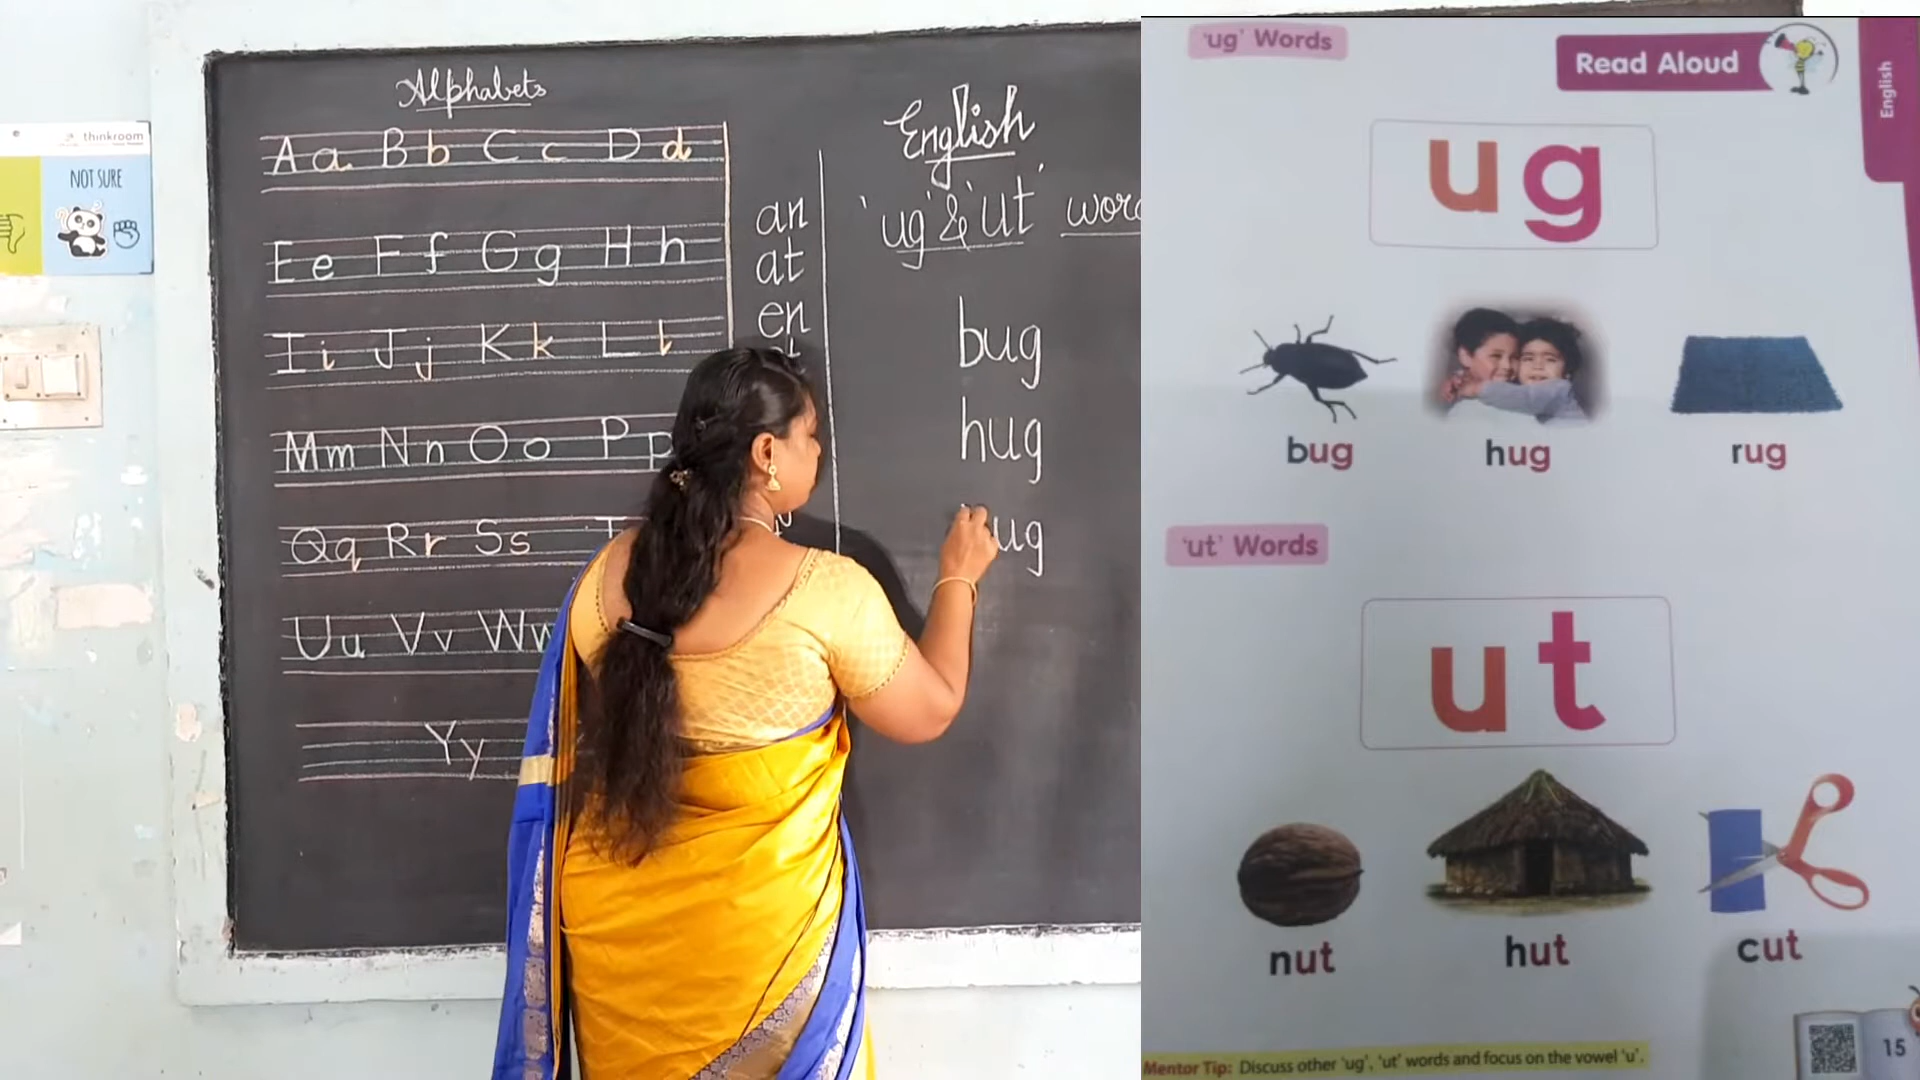 thinkroom
NOT SURE
Alphabets
Aa Bb Cc Dd
Ee Ff Gg Hh
Ii Jj Kk Ll
Mm Nn Oo Pp
Qq Rr Ss
Uu Vv Ww
Yy
an
at
en
English
'ug' & 'ut'
bug
hug
ug
'ug' Words
Read Aloud
English
ug
bug hug rug
'ut' Words
ut
nut hut cut
Mentor Tip: Discuss other 'ug', 'ut' words and focus on the vowel 'u'.
15